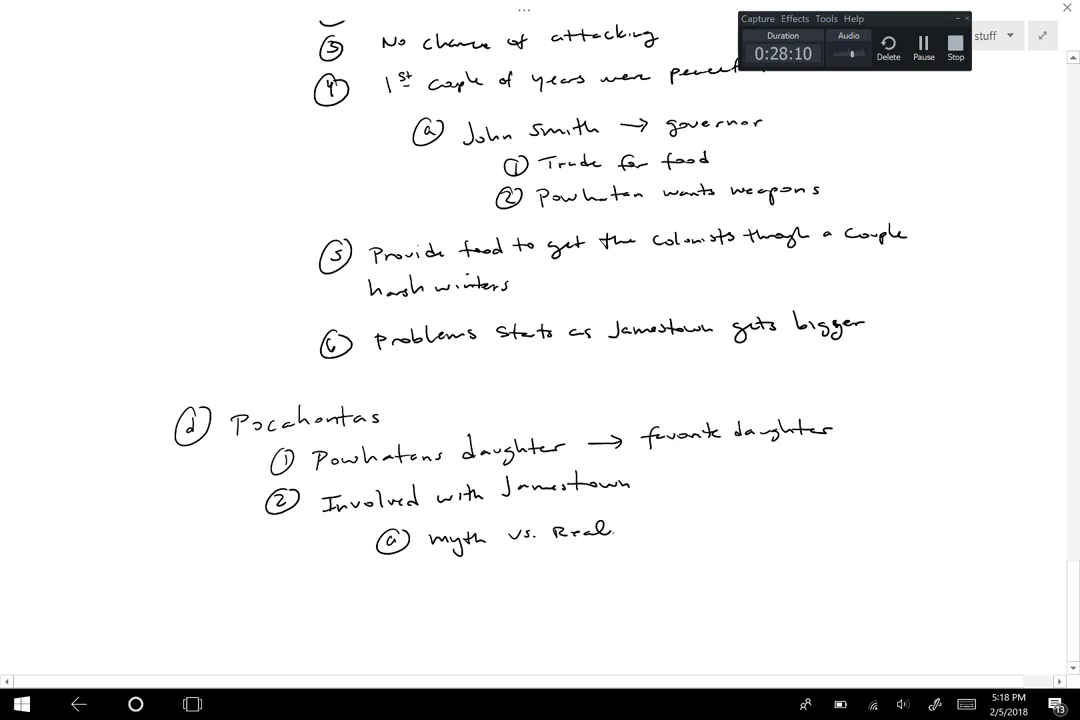 Capture Effects Tools Help
Duration
Audio
0:28:10
Delete
Pause
Stop
stuff
③ No chance of attacking
④ 1st couple of years were
ⓐ John Smith → governor
① Trade for food
② Powhatan wants weapons
⑤ Provide food to get the colonists through a couple
harsh winters
⑥ Problems starts as Jamestown gets bigger
ⓓ Pocahontas
① Powhatans daughter → favorite daughter
② Involved with Jamestown
ⓐ Myth vs. Real
5:18 PM
2/5/2018
13